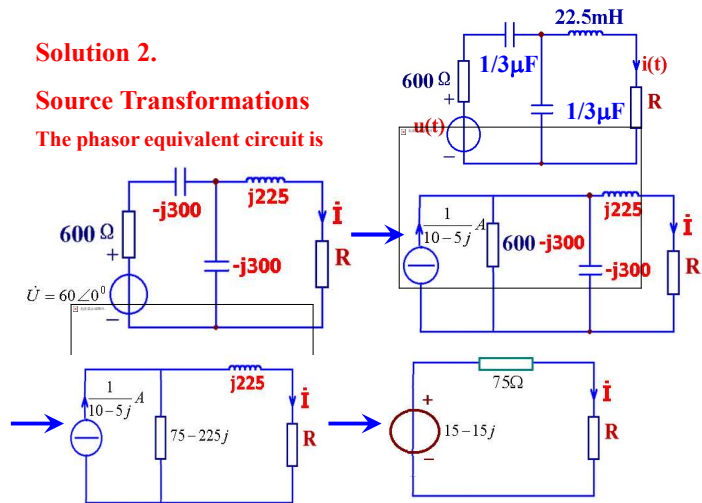 Solution 2.
Source Transformations
The phasor equivalent circuit is
22.5mH
1/3μF
i(t)
600 Ω
+
1/3μF
R
u(t)
−
-j300
j225
İ
600 Ω
+
-j300
R
U̇ = 60∠0⁰
−
j225
1/(10−5j) A
600 -j300
İ
-j300
R
j225
1/(10−5j) A
İ
75−225j
R
75Ω
İ
+
15−15j
R
−